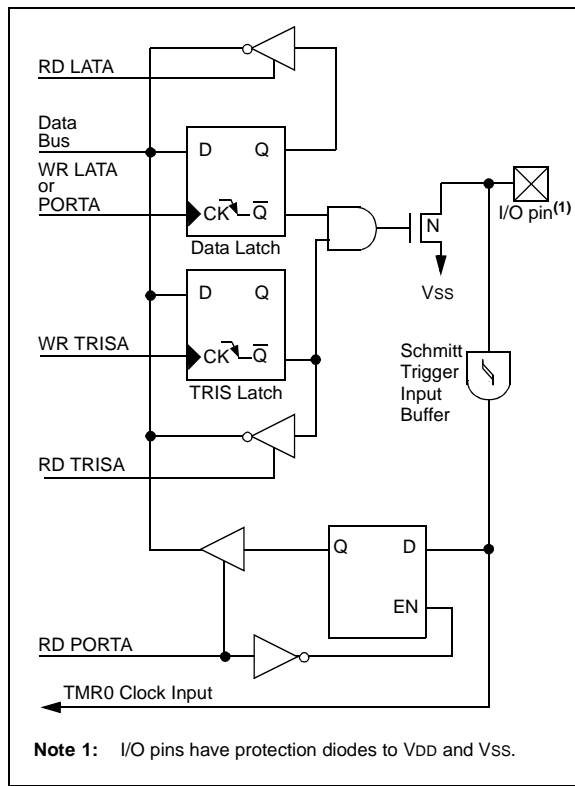 RD LATA
Data
Bus
D Q
WR LATA
or
PORTA
CK Q
N
I/O pin(1)
Data Latch
VSS
D Q
WR TRISA
CK Q
TRIS Latch
Schmitt
Trigger
Input
Buffer
RD TRISA
Q D
EN
RD PORTA
TMR0 Clock Input
Note 1: I/O pins have protection diodes to VDD and VSS.